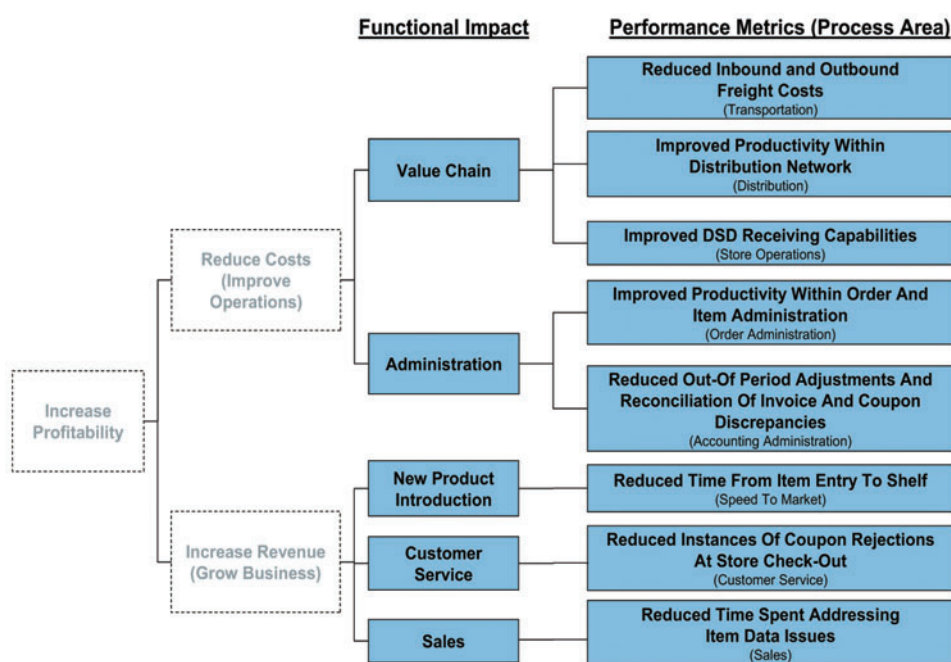 Functional Impact
Performance Metrics (Process Area)
Reduced Inbound and Outbound
Freight Costs
(Transportation)
Value Chain
Improved Productivity Within
Distribution Network
(Distribution)
Improved DSD Receiving Capabilities
(Store Operations)
Reduce Costs
(Improve
Operations)
Administration
Improved Productivity Within Order And
Item Administration
(Order Administration)
Reduced Out-Of Period Adjustments And
Reconciliation Of Invoice And Coupon
Discrepancies
(Accounting Administration)
Increase
Profitability
New Product
Introduction
Reduced Time From Item Entry To Shelf
(Speed To Market)
Increase Revenue
(Grow Business)
Customer
Service
Reduced Instances Of Coupon Rejections
At Store Check-Out
(Customer Service)
Sales
Reduced Time Spent Addressing
Item Data Issues
(Sales)